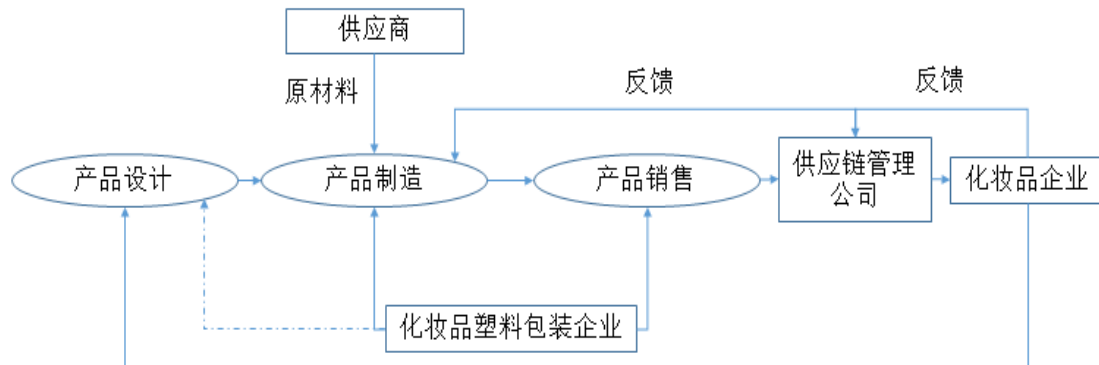 供应商
原材料
反馈
反馈
产品设计
产品制造
产品销售
供应链管理
公司
化妆品企业
化妆品塑料包装企业